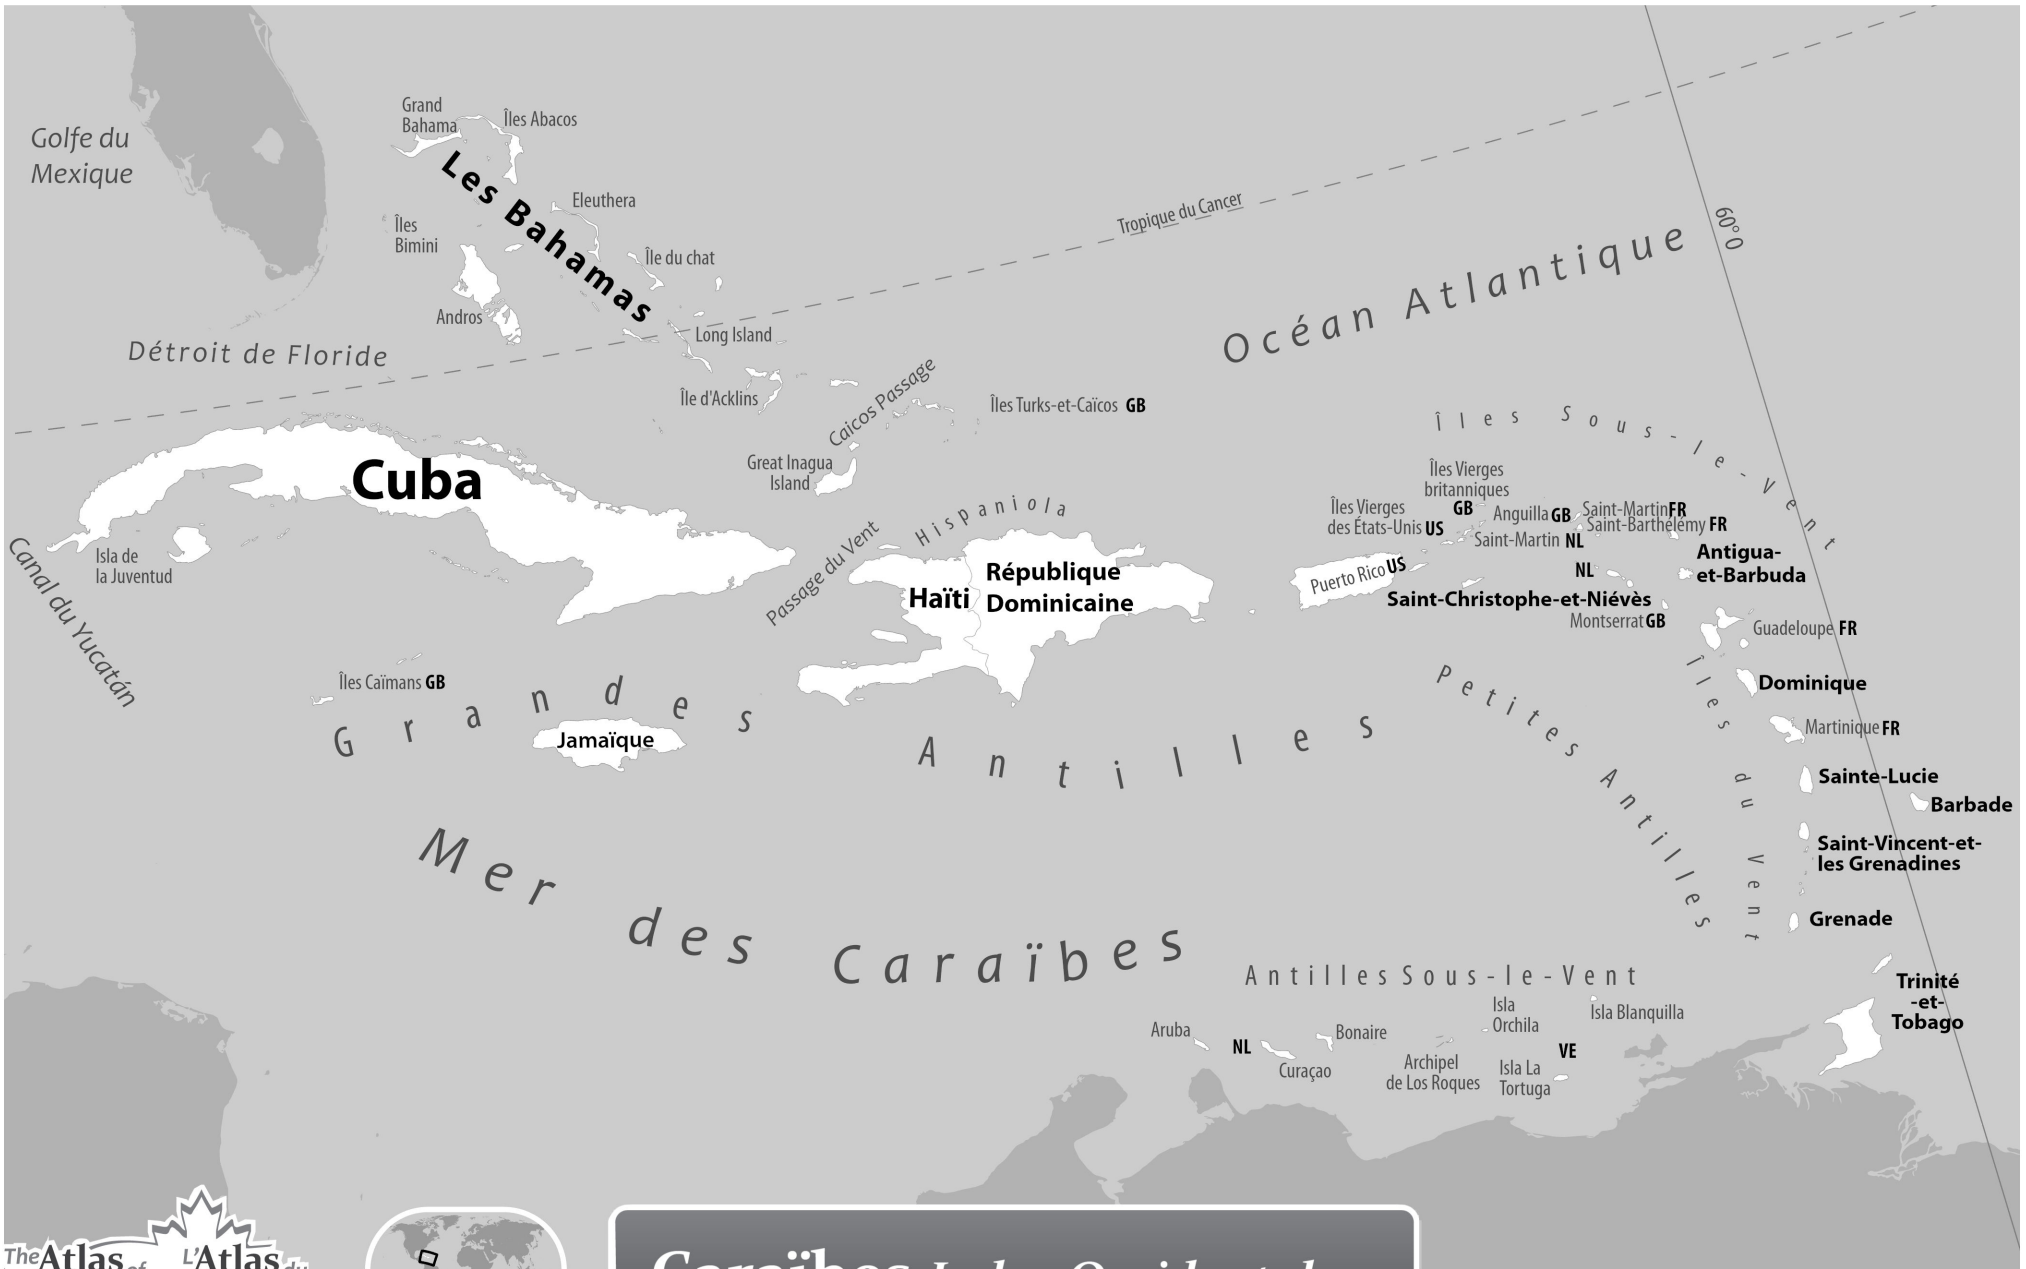 Golfe du
Mexique
Grand
Bahama
Îles Abacos
Les Bahamas
Eleuthera
Îles
Bimini
Île du chat
Andros
Détroit de Floride
Long Island
Île d'Acklins
Tropique du Cancer
60° O
Océan Atlantique
Caicos Passage
Îles Turks-et-Caïcos GB
Great Inagua
Island
Cuba
Isla de
la Juventud
Canal du Yucatán
Passage du Vent
Hispaniola
Haïti
République
Dominicaine
Îles Sous-le-Vent
Îles Vierges
britanniques
GB
Îles Vierges
des États-Unis US
Anguilla GB
Saint-Martin FR
Saint-Barthélémy FR
Saint-Martin NL
Puerto Rico US
NL
Antigua-
et-Barbuda
Saint-Christophe-et-Niévès
Montserrat GB
Guadeloupe FR
Îles Caïmans GB
Jamaïque
Grandes Antilles
Petites Antilles
Îles du Vent
Dominique
Martinique FR
Sainte-Lucie
Barbade
Saint-Vincent-et-
les Grenadines
Grenade
Mer des Caraïbes
Antilles Sous-le-Vent
Trinité
-et-
Tobago
Aruba
NL
Curaçao
Bonaire
Archipel
de Los Roques
Isla
Orchila
Isla Blanquilla
VE
Isla La
Tortuga
The Atlas of
L'Atlas du
Caraïbes